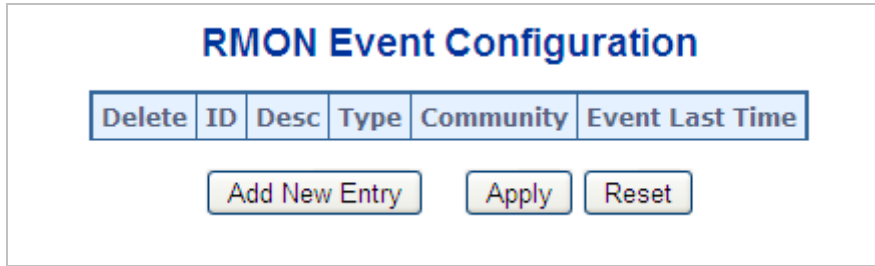 RMON Event Configuration
Delete ID Desc Type Community Event Last Time
Add New Entry Apply Reset